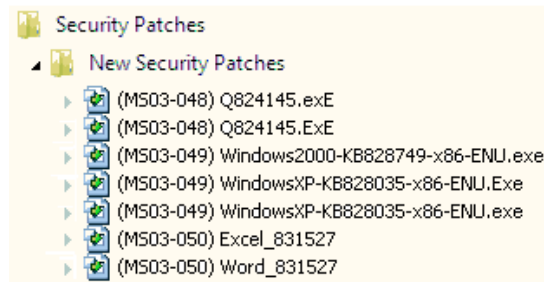 Security Patches
New Security Patches
(MS03-048) Q824145.exE
(MS03-048) Q824145.ExE
(MS03-049) Windows2000-KB828749-x86-ENU.exe
(MS03-049) WindowsXP-KB828035-x86-ENU.Exe
(MS03-049) WindowsXP-KB828035-x86-ENU.exe
(MS03-050) Excel_831527
(MS03-050) Word_831527